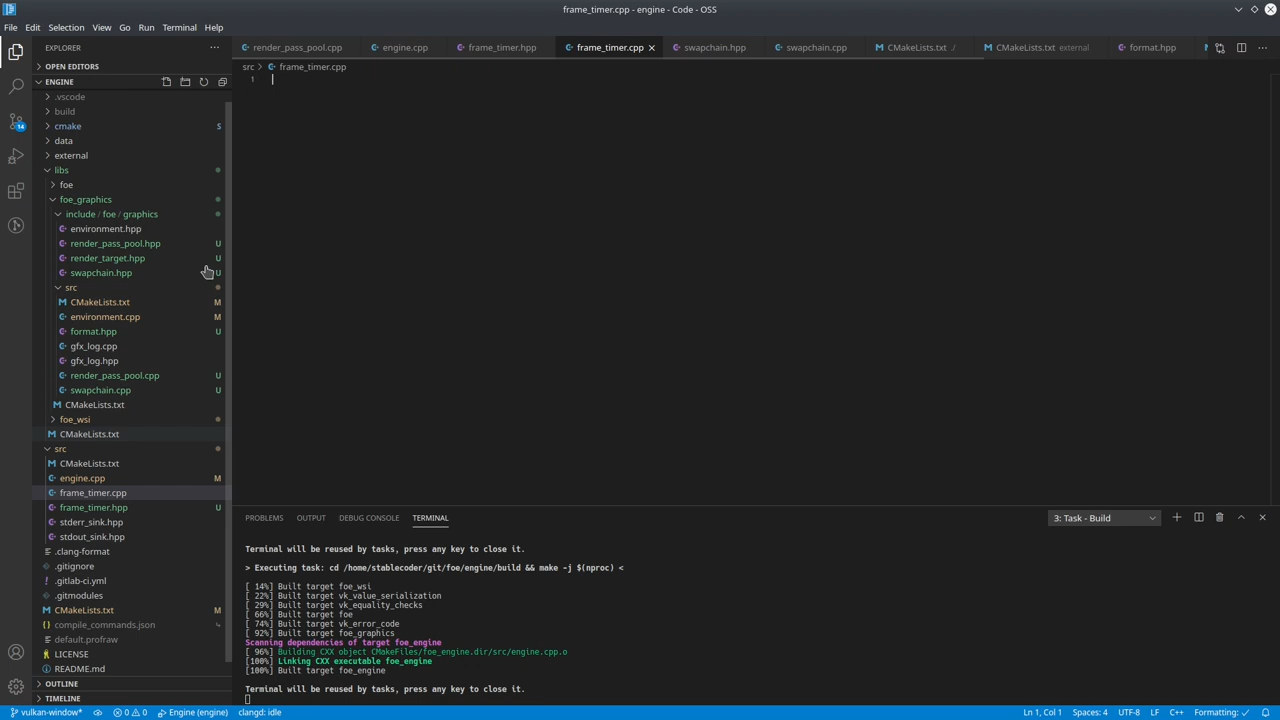 frame_timer.cpp - engine - Code - OSS
File Edit Selection View Go Run Terminal Help
EXPLORER
render_pass_pool.cpp engine.cpp frame_timer.hpp frame_timer.cpp swapchain.hpp swapchain.cpp CMakeLists.txt ./ CMakeLists.txt external format.hpp
OPEN EDITORS
src > frame_timer.cpp
ENGINE
1
.vscode
build
cmake S
data
external
libs
foe
foe_graphics
include / foe / graphics
environment.hpp
render_pass_pool.hpp U
render_target.hpp U
swapchain.hpp U
src
CMakeLists.txt M
environment.cpp M
format.hpp U
gfx_log.cpp
gfx_log.hpp
render_pass_pool.cpp U
swapchain.cpp U
CMakeLists.txt
foe_wsi
CMakeLists.txt
src
CMakeLists.txt
engine.cpp M
frame_timer.cpp
frame_timer.hpp U
stderr_sink.hpp
stdout_sink.hpp
.clang-format
.gitignore
.gitlab-ci.yml
.gitmodules
CMakeLists.txt M
compile_commands.json
default.profraw
LICENSE
README.md
OUTLINE
TIMELINE
14
PROBLEMS OUTPUT DEBUG CONSOLE TERMINAL
3: Task - Build
Terminal will be reused by tasks, press any key to close it.
> Executing task: cd /home/stablecoder/git/foe/engine/build && make -j $(nproc) <
[ 14%] Built target foe_wsi
[ 22%] Built target vk_value_serialization
[ 29%] Built target vk_equality_checks
[ 66%] Built target foe
[ 74%] Built target vk_error_code
[ 92%] Built target foe_graphics
Scanning dependencies of target foe_engine
[ 96%] Building CXX object CMakeFiles/foe_engine.dir/src/engine.cpp.o
[100%] Linking CXX executable foe_engine
[100%] Built target foe_engine
Terminal will be reused by tasks, press any key to close it.
vulkan-window* 0 0 Engine (engine) clangd: idle
Ln 1, Col 1 Spaces: 4 UTF-8 LF C++ Formatting: ✓